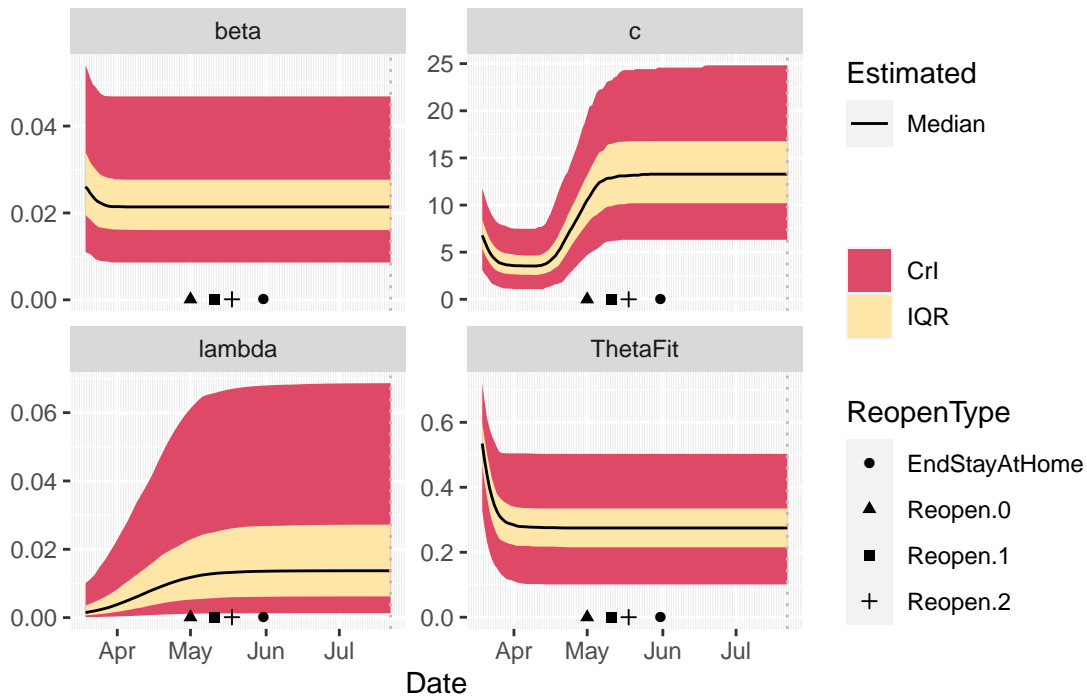 beta
c
0.04
0.02
0.00
25
20
15
10
5
0
lambda
ThetaFit
0.06
0.04
0.02
0.00
0.6
0.4
0.2
0.0
Apr May Jun Jul
Apr May Jun Jul
Date
Estimated
Median
CrI
IQR
ReopenType
EndStayAtHome
Reopen.0
Reopen.1
Reopen.2